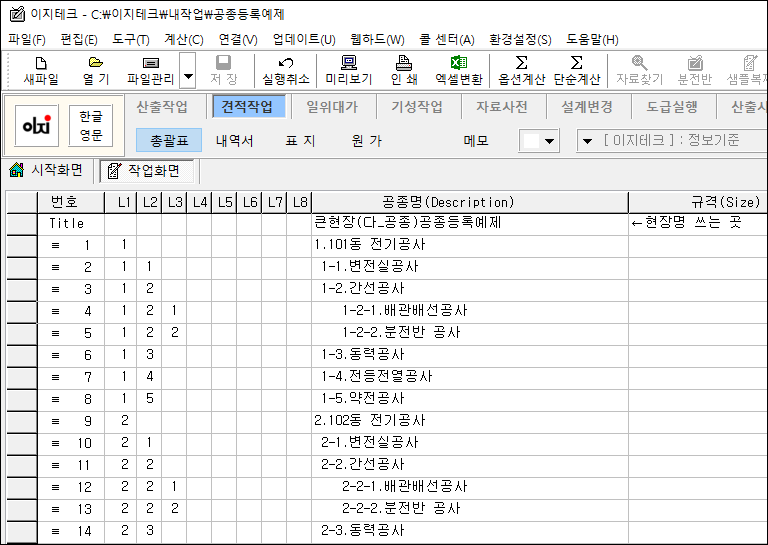 이지테크 - C:\이지테크\내작업\공종등록예제
파일(F) 편집(E) 도구(T) 계산(C) 연결(V) 업데이트(U) 웹하드(W) 콜 센터(A) 환경설정(S) 도움말(H)
새파일 열 기 파일관리 저 장 실행취소 미리보기 인 쇄 엑셀변환 옵션계산 단순계산 자료찾기 분전반 샘플복
산출작업 견적작업 일위대가 기성작업 자료사전 설계변경 도급실행 산출
한글
영문
총괄표 내역서 표 지 원 가 메모 [ 이지테크 ] : 정보기준
시작화면 작업화면
번호 L1 L2 L3 L4 L5 L6 L7 L8 공종명(Description) 규격(Size)
Title 큰현장(다_공종)공종등록예제 ←현장명 쓰는 곳
≡ 1 1 1.101동 전기공사
≡ 2 1 1 1-1.변전실공사
≡ 3 1 2 1-2.간선공사
≡ 4 1 2 1 1-2-1.배관배선공사
≡ 5 1 2 2 1-2-2.분전반 공사
≡ 6 1 3 1-3.동력공사
≡ 7 1 4 1-4.전등전열공사
≡ 8 1 5 1-5.약전공사
≡ 9 2 2.102동 전기공사
≡ 10 2 1 2-1.변전실공사
≡ 11 2 2 2-2.간선공사
≡ 12 2 2 1 2-2-1.배관배선공사
≡ 13 2 2 2 2-2-2.분전반 공사
≡ 14 2 3 2-3.동력공사